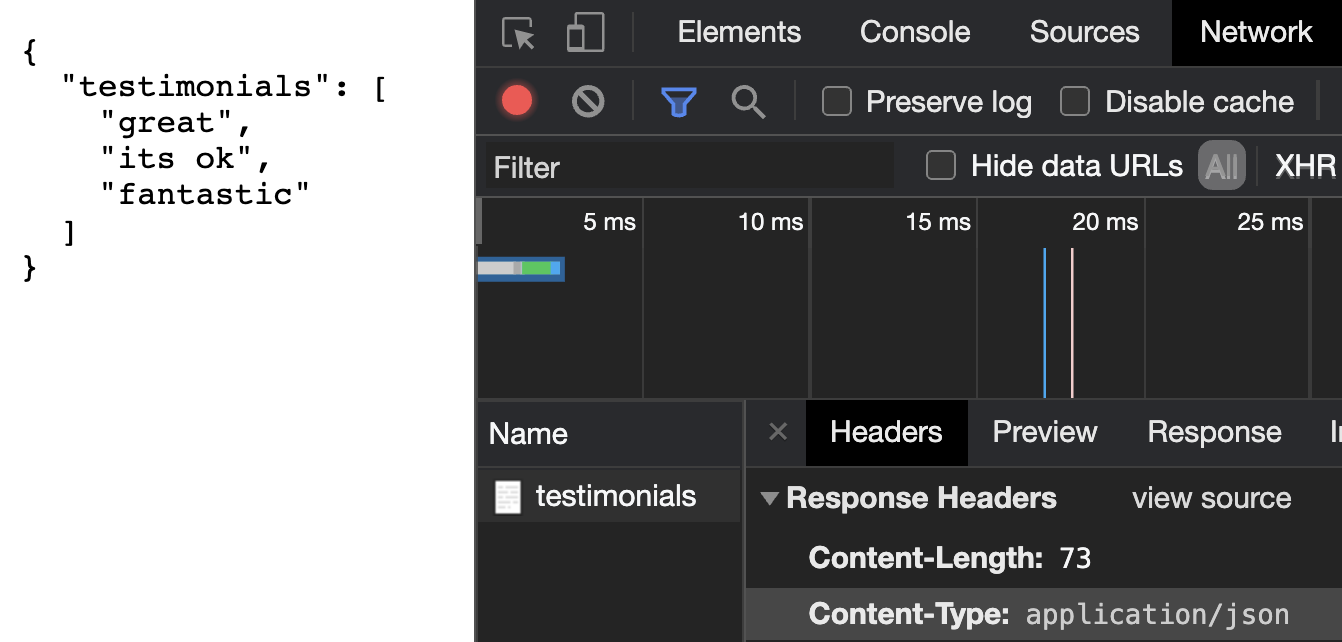 {
"testimonials": [
"great",
"its ok",
"fantastic"
]
}
Elements Console Sources Network
Preserve log Disable cache
Filter Hide data URLs All XHR
5 ms 10 ms 15 ms 20 ms 25 ms
Name
testimonials
× Headers Preview Response
Response Headers view source
Content-Length: 73
Content-Type: application/json